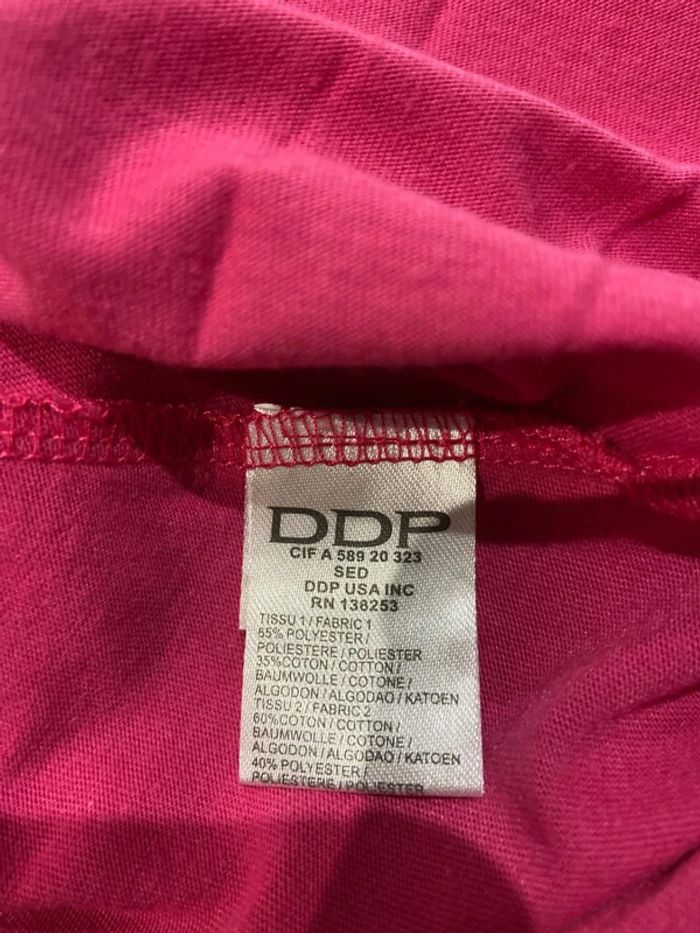 DDP
CIF A 589 20 323
SED
DDP USA INC
RN 138253
TISSU 1 / FABRIC 1
65% POLYESTER /
POLIESTERE / POLIESTER
35%COTON / COTTON /
BAUMWOLLE / COTONE /
ALGODON / ALGODAO / KATOEN
TISSU 2 / FABRIC 2
60%COTON / COTTON /
BAUMWOLLE / COTONE /
ALGODON / ALGODAO / KATOEN
40% POLYESTER /
POLIESTERE / POLIESTER